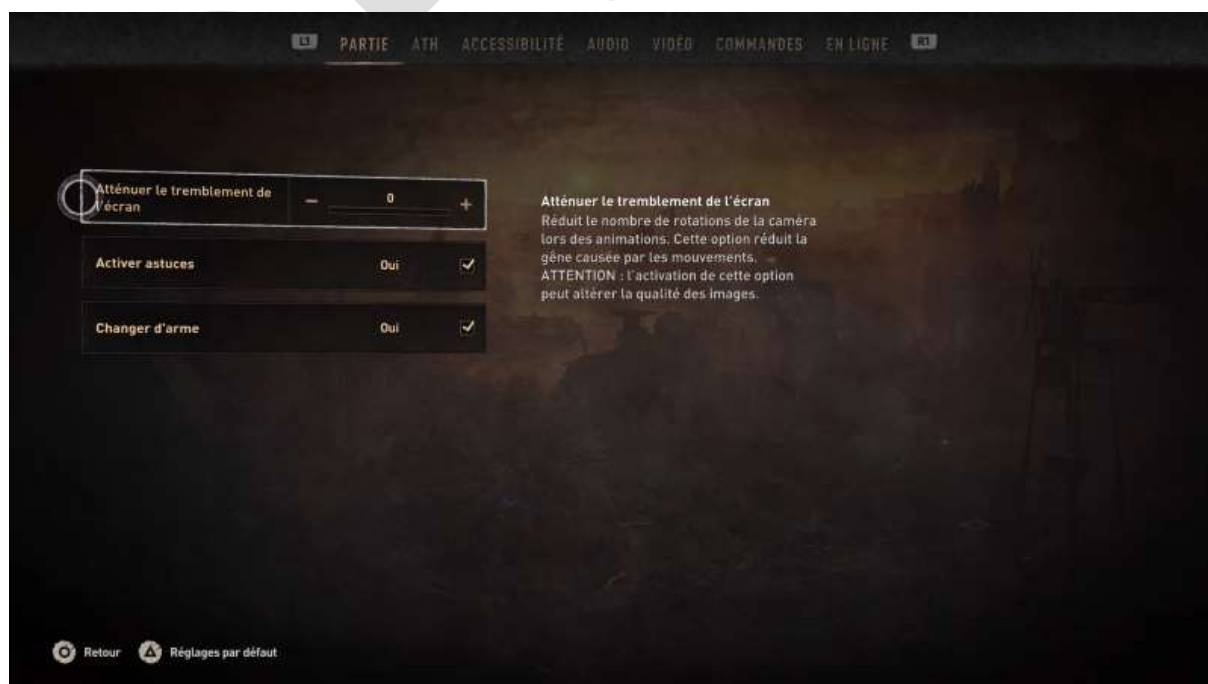 L1 PARTIE ATH ACCESSIBILITÉ AUDIO VIDÉO COMMANDES EN LIGNE R1
Atténuer le tremblement de
l'écran
0
Activer astuces Oui
Changer d'arme Oui
Atténuer le tremblement de l'écran
Réduit le nombre de rotations de la caméra
lors des animations. Cette option réduit la
gêne causée par les mouvements.
ATTENTION : l'activation de cette option
peut altérer la qualité des images.
Retour Réglages par défaut